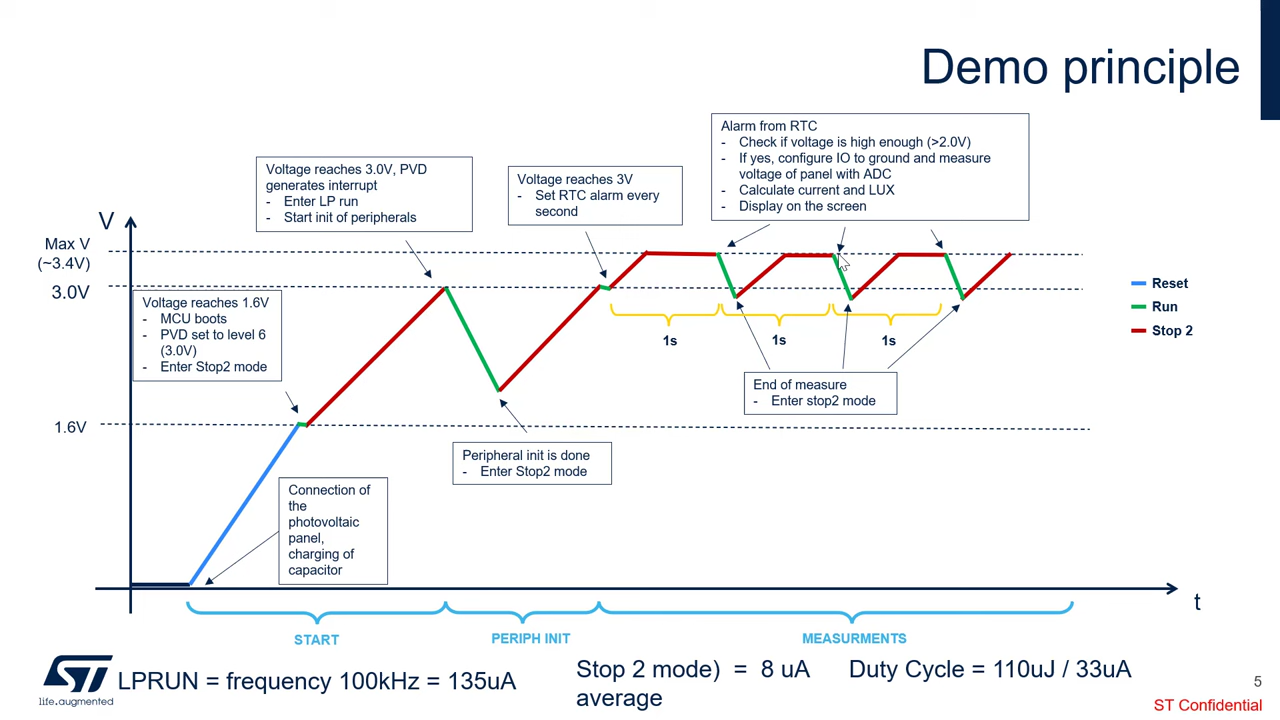 Demo principle
Alarm from RTC
- Check if voltage is high enough (>2.0V)
- If yes, configure IO to ground and measure
voltage of panel with ADC
- Calculate current and LUX
- Display on the screen
Voltage reaches 3.0V, PVD
generates interrupt
- Enter LP run
- Start init of peripherals
Voltage reaches 3V
- Set RTC alarm every
second
V
Max V
(~3.4V)
3.0V
Voltage reaches 1.6V
- MCU boots
- PVD set to level 6
(3.0V)
- Enter Stop2 mode
Reset
Run
Stop 2
1s
1s
1s
End of measure
- Enter stop2 mode
1.6V
Peripheral init is done
- Enter Stop2 mode
Connection of
the
photovoltaic
panel,
charging of
capacitor
t
START
PERIPH INIT
MEASURMENTS
ST
life.augmented
LPRUN = frequency 100kHz = 135uA
Stop 2 mode) = 8 uA
average
Duty Cycle = 110uJ / 33uA
5
ST Confidential